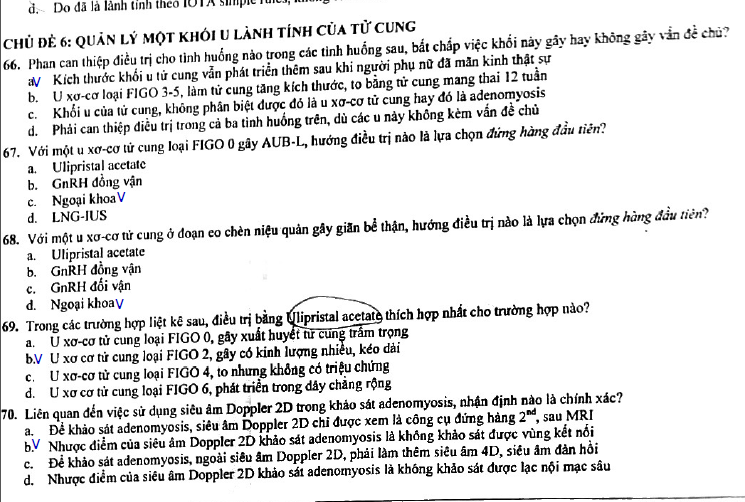 d. Do đã là lành tính theo IOTA simple rules,
CHỦ ĐỀ 6: QUẢN LÝ MỘT KHỐI U LÀNH TÍNH CỦA TỬ CUNG
66. Phan can thiệp điều trị cho tình huống nào trong các tình huống sau, bất chấp việc khối này gây hay không gây vấn đề chủ?
a. V Kích thước khối u tử cung vẫn phát triển thêm sau khi người phụ nữ đã mãn kinh thật sự
b. U xơ-cơ loại FIGO 3-5, làm tử cung tăng kích thước, to bằng tử cung mang thai 12 tuần
c. Khối u của tử cung, không phân biệt được đó là u xơ-cơ tử cung hay đó là adenomyosis
d. Phải can thiệp điều trị trong cả ba tình huống trên, dù các u này không kèm vấn đề chủ
67. Với một u xơ-cơ tử cung loại FIGO 0 gây AUB-L, hướng điều trị nào là lựa chọn đứng hàng đầu tiên?
a. Ulipristal acetate
b. GnRH đồng vận
c. Ngoại khoa V
d. LNG-IUS
68. Với một u xơ-cơ tử cung ở đoạn eo chèn niệu quản gây giãn bể thận, hướng điều trị nào là lựa chọn đứng hàng đầu tiên?
a. Ulipristal acetate
b. GnRH đồng vận
c. GnRH đối vận
d. Ngoại khoa V
69. Trong các trường hợp liệt kê sau, điều trị bằng Ulipristal acetate thích hợp nhất cho trường hợp nào?
a. U xơ-cơ tử cung loại FIGO 0, gây xuất huyết tử cung trầm trọng
b. V U xơ cơ tử cung loại FIGO 2, gây có kinh lượng nhiều, kéo dài
c. U xơ-cơ tử cung loại FIGO 4, to nhưng không có triệu chứng
d. U xơ cơ tử cung loại FIGO 6, phát triển trong dây chằng rộng
70. Liên quan đến việc sử dụng siêu âm Doppler 2D trong khảo sát adenomyosis, nhận định nào là chính xác?
a. Để khảo sát adenomyosis, siêu âm Doppler 2D chỉ được xem là công cụ đứng hàng 2nd, sau MRI
b. V Nhược điểm của siêu âm Doppler 2D khảo sát adenomyosis là không khảo sát được vùng kết nối
c. Để khảo sát adenomyosis, ngoài siêu âm Doppler 2D, phải làm thêm siêu âm 4D, siêu âm đàn hồi
d. Nhược điểm của siêu âm Doppler 2D khảo sát adenomyosis là không khảo sát được lạc nội mạc sâu